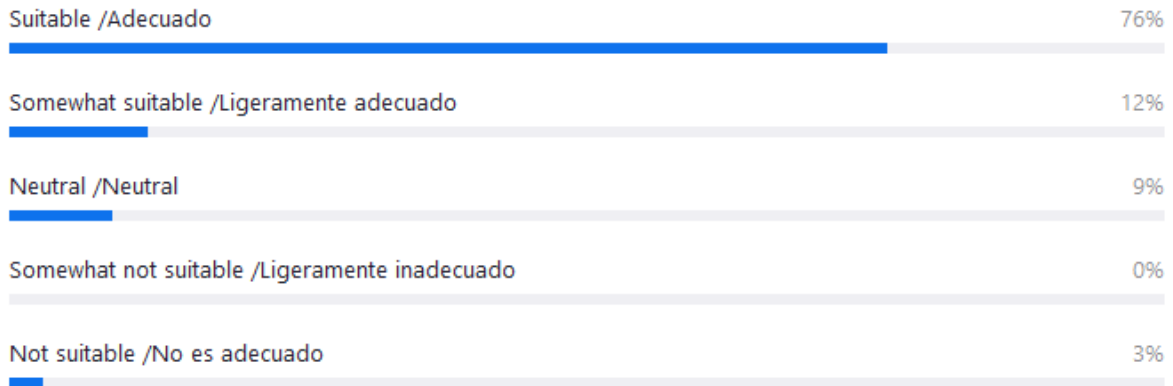 Suitable /Adecuado 76%
Somewhat suitable /Ligeramente adecuado 12%
Neutral /Neutral 9%
Somewhat not suitable /Ligeramente inadecuado 0%
Not suitable /No es adecuado 3%